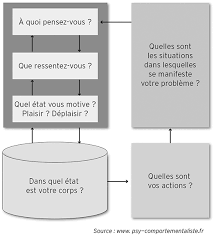 À quoi pensez-vous ?
Que ressentez-vous ?
Quel état vous motive ?
Plaisir ? Déplaisir ?
Quelles sont
les situations
dans lesquelles
se manifeste
votre problème ?
Dans quel état
est votre corps ?
Quelles sont
vos actions ?
Source : www. psy-comportementaliste.fr